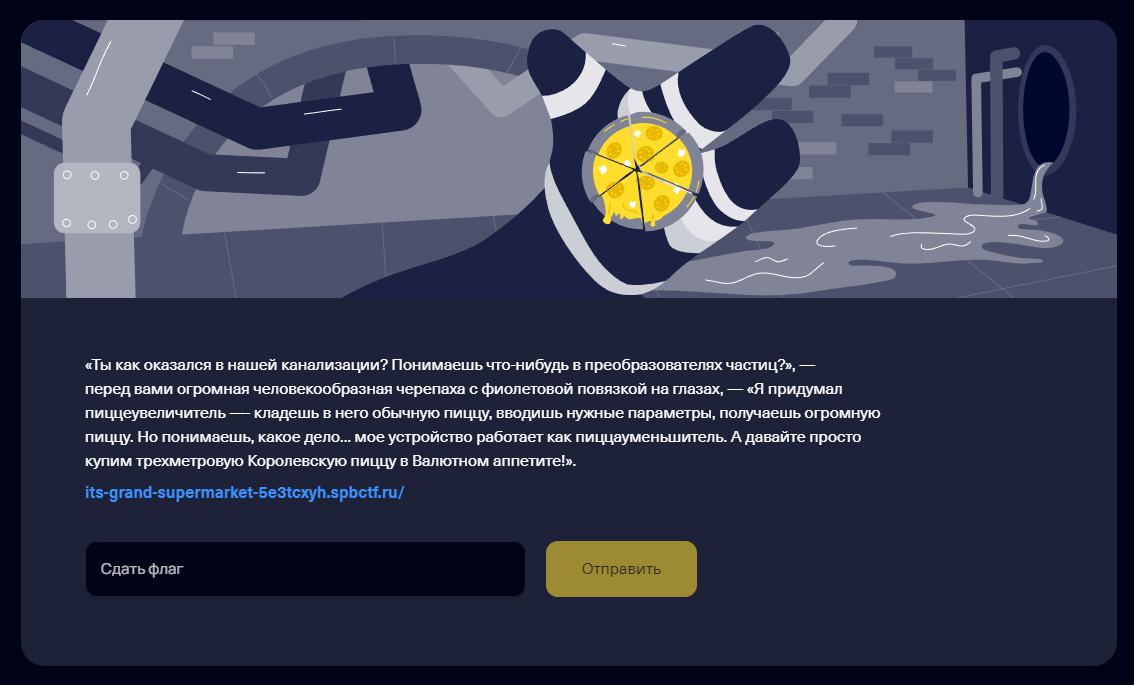 «Ты как оказался в нашей канализации? Понимаешь что-нибудь в преобразователях частиц?», —
перед вами огромная человекообразная черепаха с фиолетовой повязкой на глазах, — «Я придумал
пиццеувеличитель —- кладешь в него обычную пиццу, вводишь нужные параметры, получаешь огромную
пиццу. Но понимаешь, какое дело... мое устройство работает как пиццауменьшитель. А давайте просто
купим трехметровую Королевскую пиццу в Валютном аппетите!».
its-grand-supermarket-5e3tcxyh.spbctf.ru/
Сдать флаг
Отправить